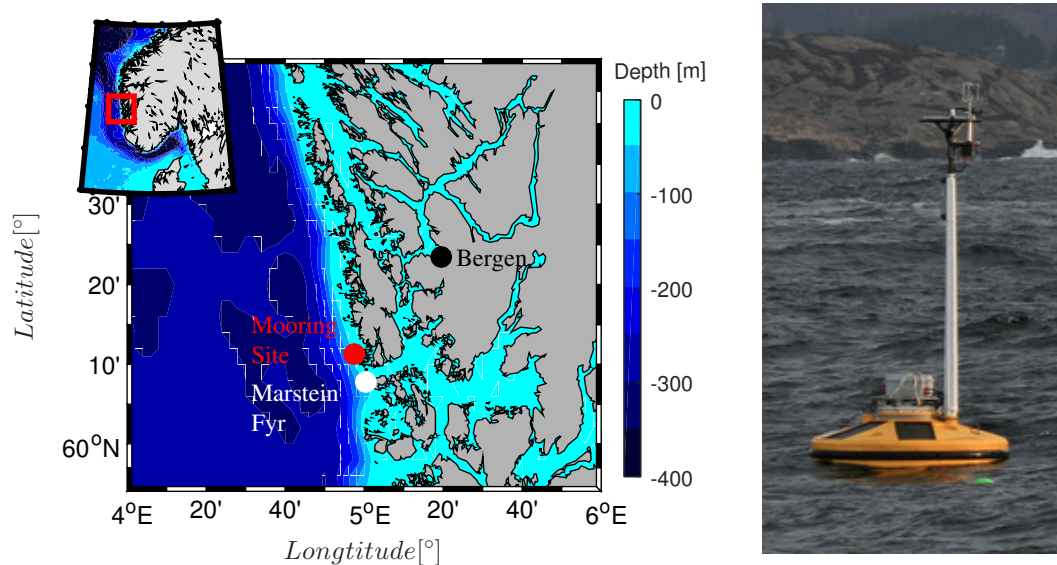 Depth [m]
0
-100
-200
-300
-400
30'
20'
10'
60°N
Latitude[°]
Bergen
Mooring
Site
Marstein
Fyr
4°E
20'
40'
5°E
20'
40'
6°E
Longtitude[°]